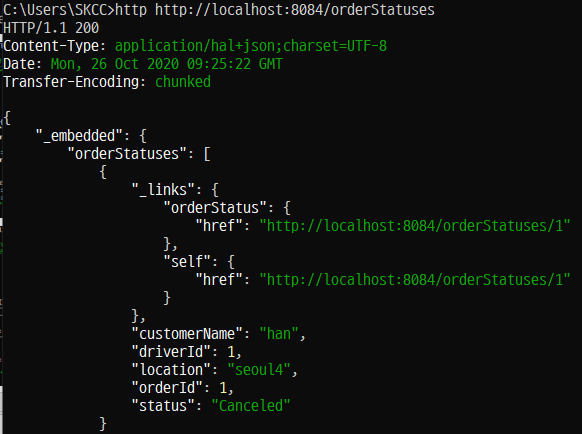 C:\Users\SKCC>http http://localhost:8084/orderStatuses
HTTP/1.1 200
Content-Type: application/hal+json;charset=UTF-8
Date: Mon, 26 Oct 2020 09:25:22 GMT
Transfer-Encoding: chunked

{
    "_embedded": {
        "orderStatuses": [
            {
                "_links": {
                    "orderStatus": {
                        "href": "http://localhost:8084/orderStatuses/1"
                    },
                    "self": {
                        "href": "http://localhost:8084/orderStatuses/1"
                    }
                },
                "customerName": "han",
                "driverId": 1,
                "location": "seoul4",
                "orderId": 1,
                "status": "Canceled"
            }